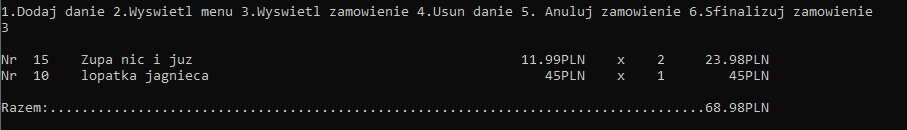 1.Dodaj danie 2.Wyswietl menu 3.Wyswietl zamowienie 4.Usun danie 5. Anuluj zamowienie 6.Sfinalizuj zamowienie
3
Nr  15    Zupa nic i juz                                         11.99PLN    x    2     23.98PLN
Nr  10    lopatka jagnieca                                          45PLN    x    1        45PLN
Razem:..................................................................................68.98PLN